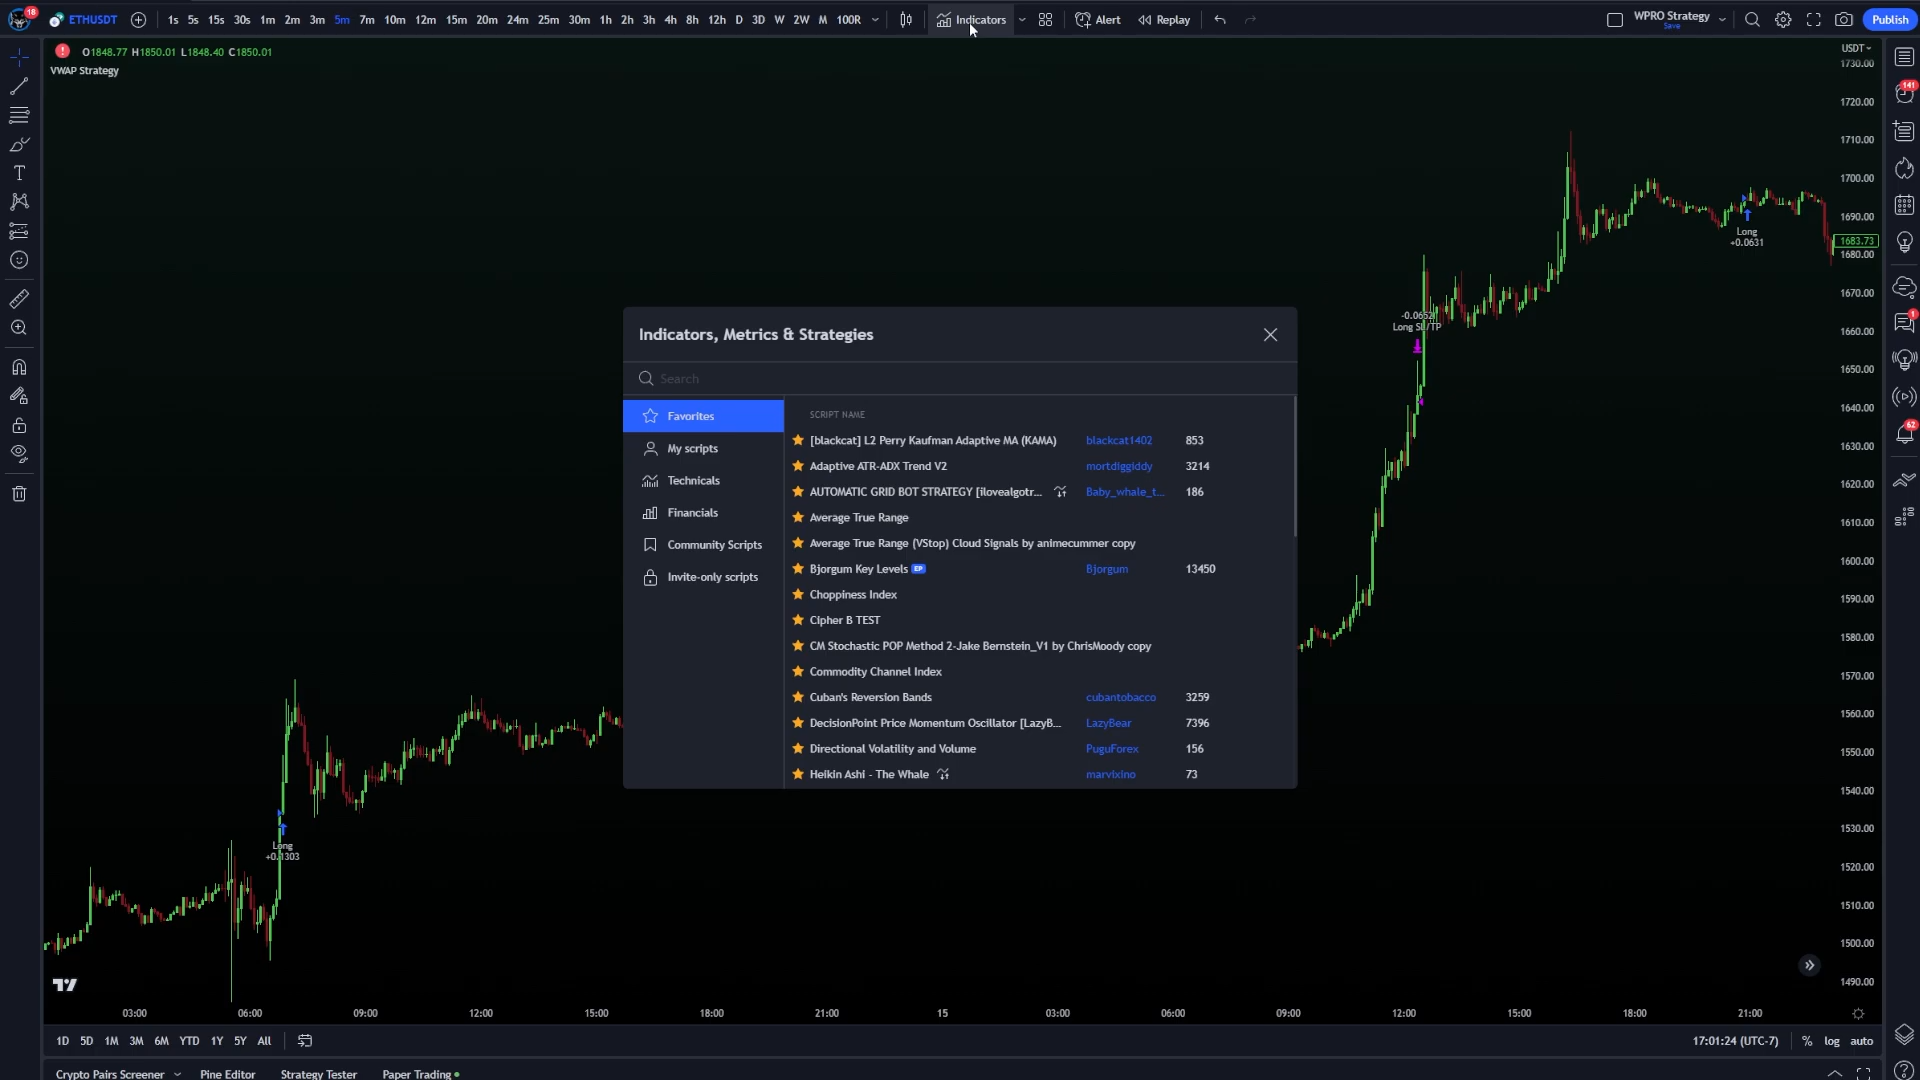 18
ETHUSDT
1s 5s 15s 30s 1m 2m 3m 5m 7m 10m 12m 15m 20m 24m 25m 30m 1h 2h 3h 4h 8h 12h D 3D W 2W M 100R
Indicators
Alert
Replay
WPRO Strategy
Save
Publish
O1848.77 H1850.01 L1848.40 C1850.01
VWAP Strategy
USDT
1730.00
1720.00
1710.00
1700.00
1690.00
1683.73
1680.00
1670.00
1660.00
1650.00
1640.00
1630.00
1620.00
1610.00
1600.00
1590.00
1580.00
1570.00
1560.00
1550.00
1540.00
1530.00
1520.00
1510.00
1500.00
1490.00
141
1
62
Long
+0.0631
Long SL/TP
Long
+0.1303
Indicators, Metrics & Strategies
Search
Favorites
My scripts
Technicals
Financials
Community Scripts
Invite-only scripts
SCRIPT NAME
[blackcat] L2 Perry Kaufman Adaptive MA (KAMA) blackcat1402 853
Adaptive ATR-ADX Trend V2 mortdiggiddy 3214
AUTOMATIC GRID BOT STRATEGY [ilovealgotr... Baby_whale_t... 186
Average True Range
Average True Range (VStop) Cloud Signals by animecummer copy
Bjorgum Key Levels EP Bjorgum 13450
Choppiness Index
Cipher B TEST
CM Stochastic POP Method 2-Jake Bernstein_V1 by ChrisMoody copy
Commodity Channel Index
Cuban's Reversion Bands cubantobacco 3259
DecisionPoint Price Momentum Oscillator [LazyB... LazyBear 7396
Directional Volatility and Volume PuguForex 156
Heikin Ashi - The Whale marvixino 73
03:00 06:00 09:00 12:00 15:00 18:00 21:00 15 03:00 06:00 09:00 12:00 15:00 18:00 21:00
1D 5D 1M 3M 6M YTD 1Y 5Y All
17:01:24 (UTC-7) % log auto
Crypto Pairs Screener Pine Editor Strategy Tester Paper Trading